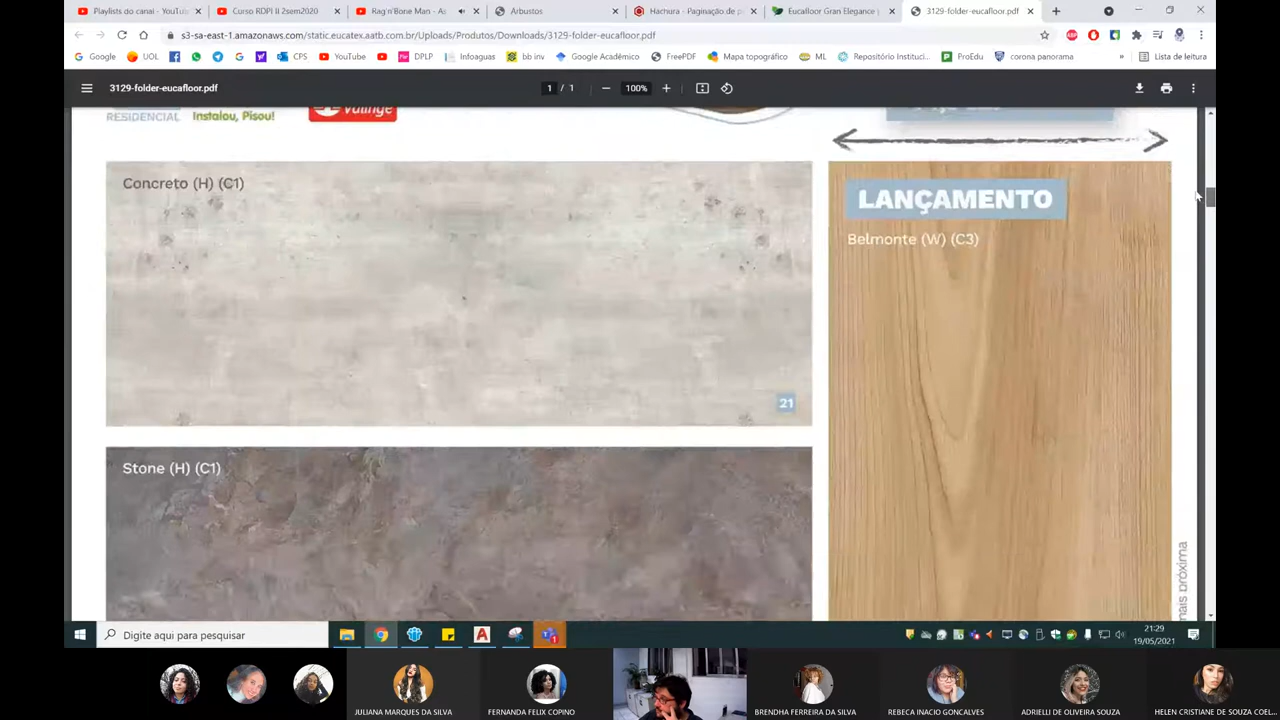 Playlists do canal - YouTu
Curso RDPI II 2sem2020
Rag'n'Bone Man - As
Arbustos
Hachura - Paginação de p
Eucafloor Gran Elegance |
3129-folder-eucafloor.pdf
s3-sa-east-1.amazonaws.com/static.eucatex.aatb.com.br/Uploads/Produtos/Downloads/3129-folder-eucafloor.pdf
Google UOL CPS YouTube DPLP Infoaguas bb inv Google Acadêmico FreePDF Mapa topográfico ML Repositório Instituci... ProEdu corona panorama » Lista de leitura
3129-folder-eucafloor.pdf 1 / 1 100%
RESIDENCIAL Instalou, Pisou! Välinge
Concreto (H) (C1)
21
Stone (H) (C1)
LANÇAMENTO
Belmonte (W) (C3)
mais próxima
Digite aqui para pesquisar
21:29
19/05/2021
JULIANA MARQUES DA SILVA
FERNANDA FELIX COPINO
BRENDHA FERREIRA DA SILVA
REBECA INACIO GONCALVES
ADRIELLI DE OLIVEIRA SOUZA
HELEN CRISTIANE DE SOUZA COEL...